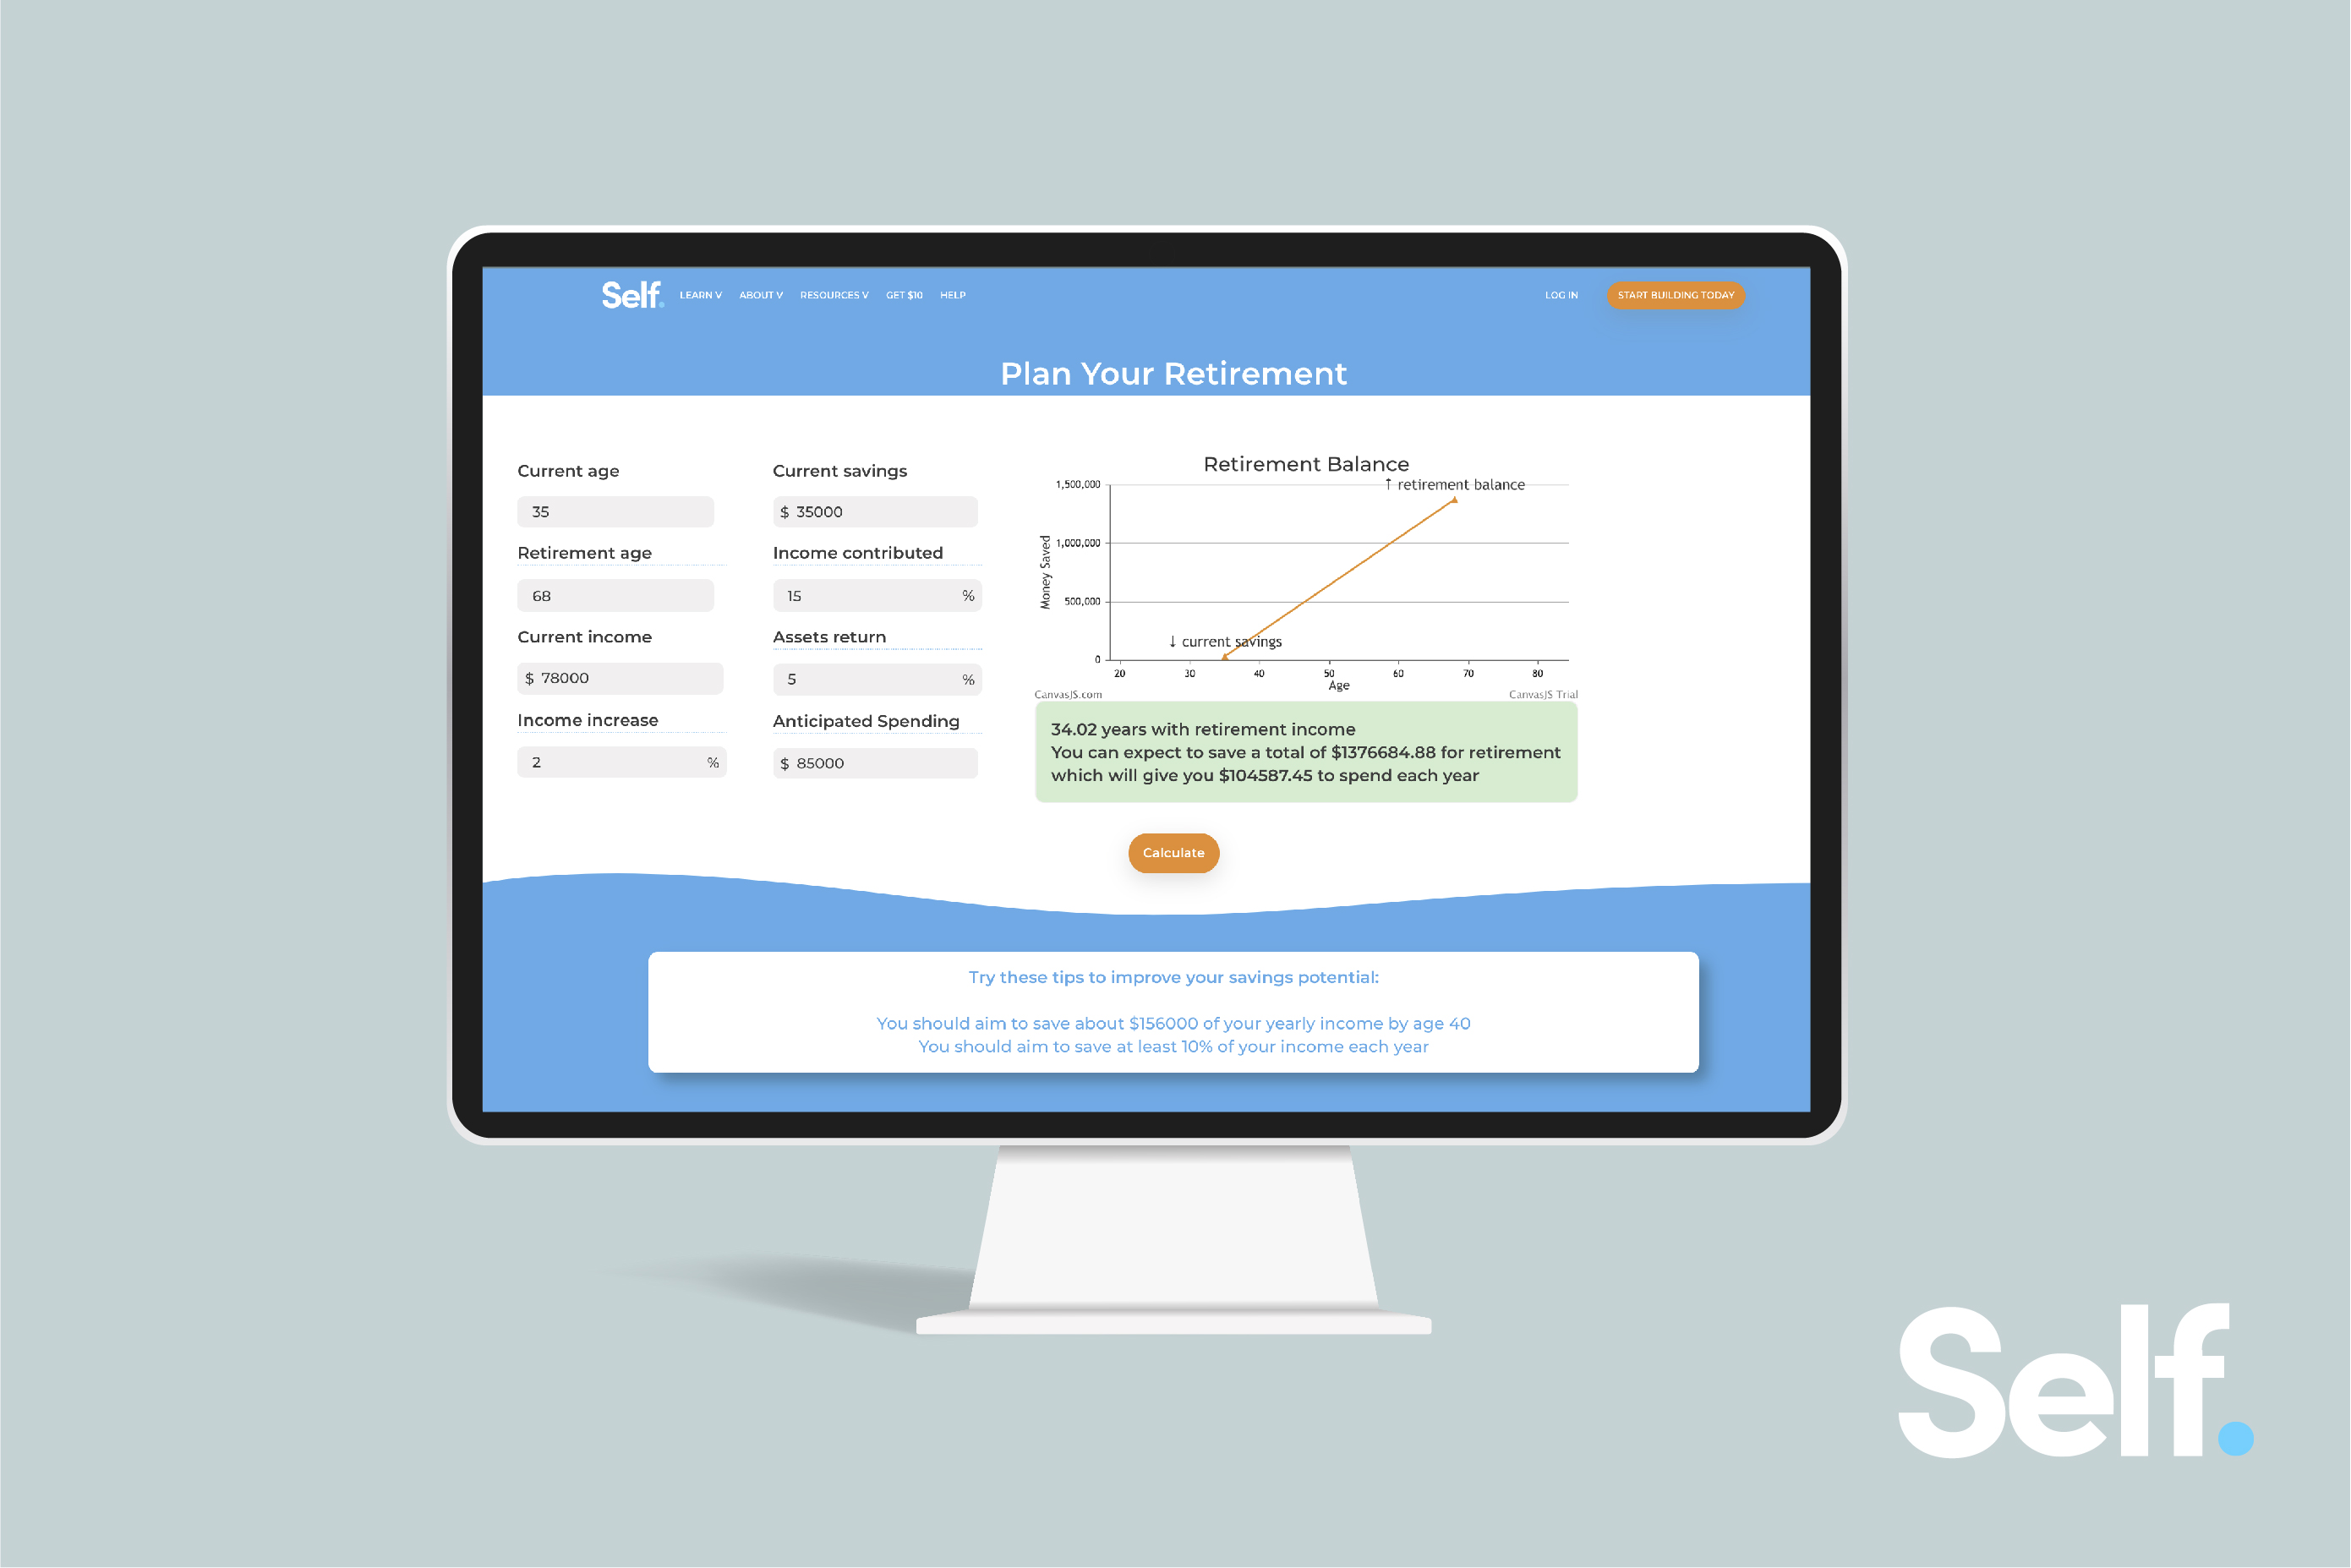 Self.
LEARN V ABOUT V RESOURCES V GET $10 HELP
LOG IN
START BUILDING TODAY
Plan Your Retirement
Current age
35
Retirement age
68
Current income
$ 78000
Income increase
2 %
Current savings
$ 35000
Income contributed
15 %
Assets return
5 %
Anticipated Spending
$ 85000
Retirement Balance
↑ retirement balance
1,500,000
1,000,000
500,000
0
Money Saved
↓ current savings
20 30 40 50 60 70 80
Age
CanvasJS.com
CanvasJS Trial
34.02 years with retirement income
You can expect to save a total of $1376684.88 for retirement
which will give you $104587.45 to spend each year
Calculate
Try these tips to improve your savings potential:
You should aim to save about $156000 of your yearly income by age 40
You should aim to save at least 10% of your income each year
Self.